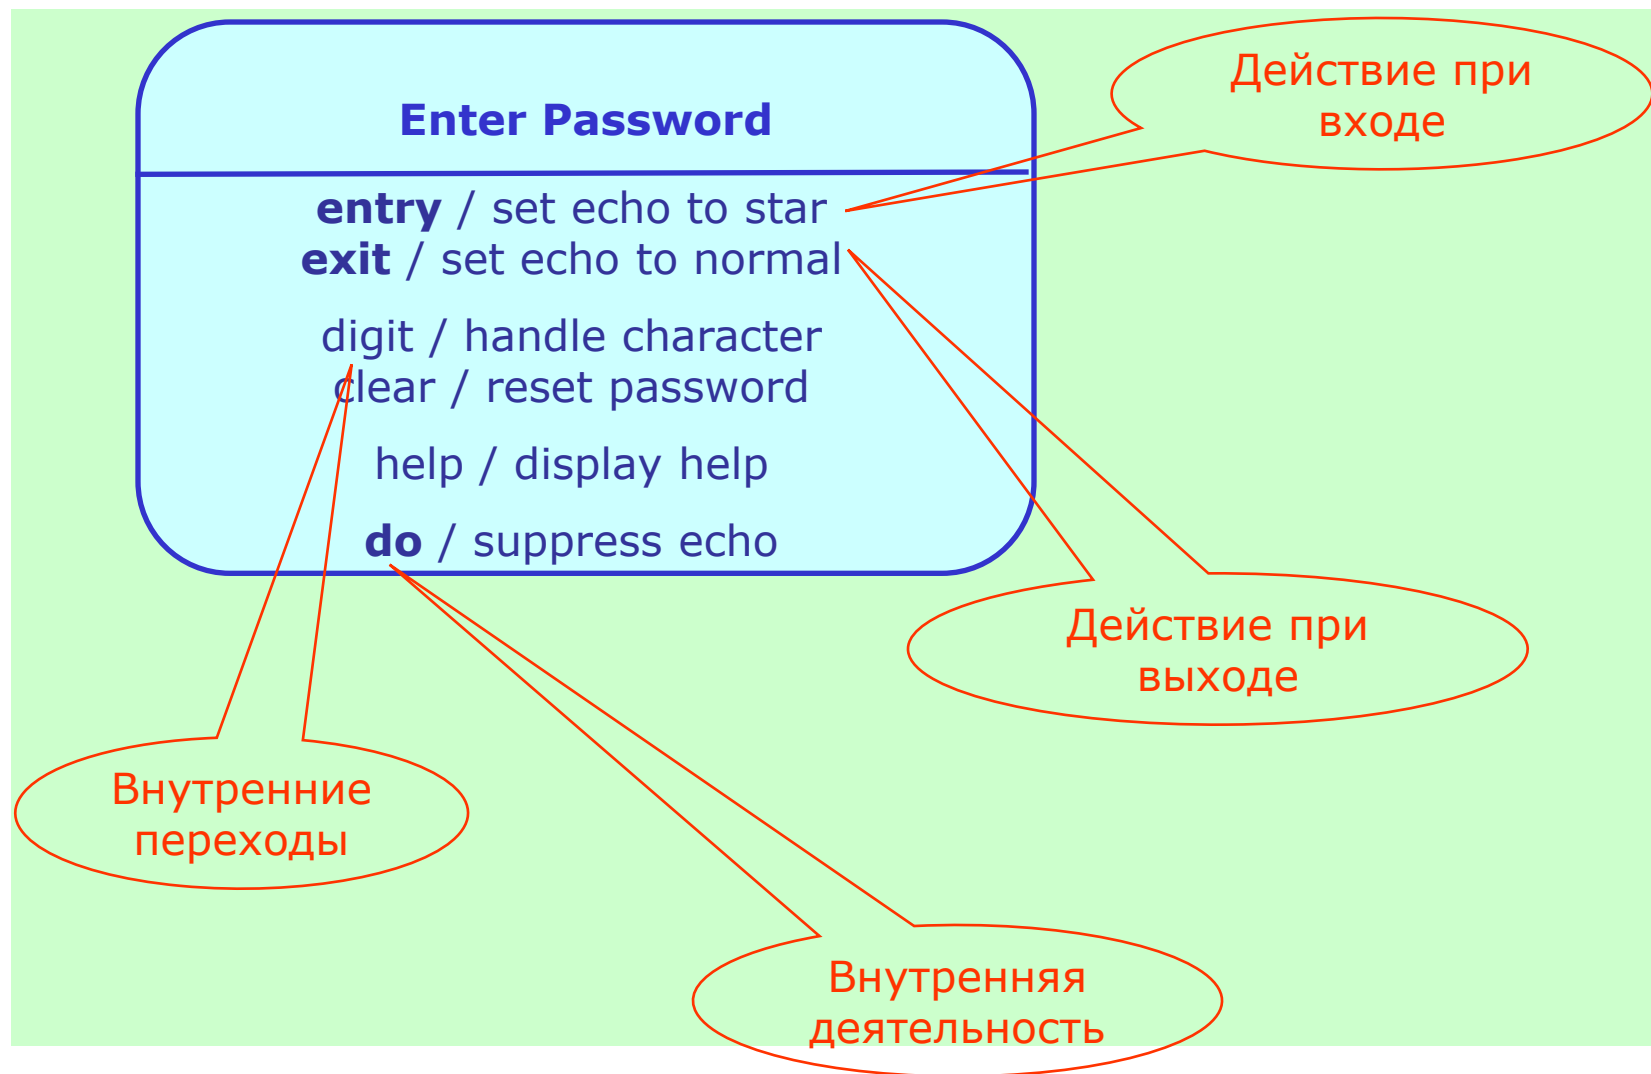 Enter Password
entry / set echo to star
exit / set echo to normal
digit / handle character
clear / reset password
help / display help
do / suppress echo
Действие при
входе
Действие при
выходе
Внутренние
переходы
Внутренняя
деятельность